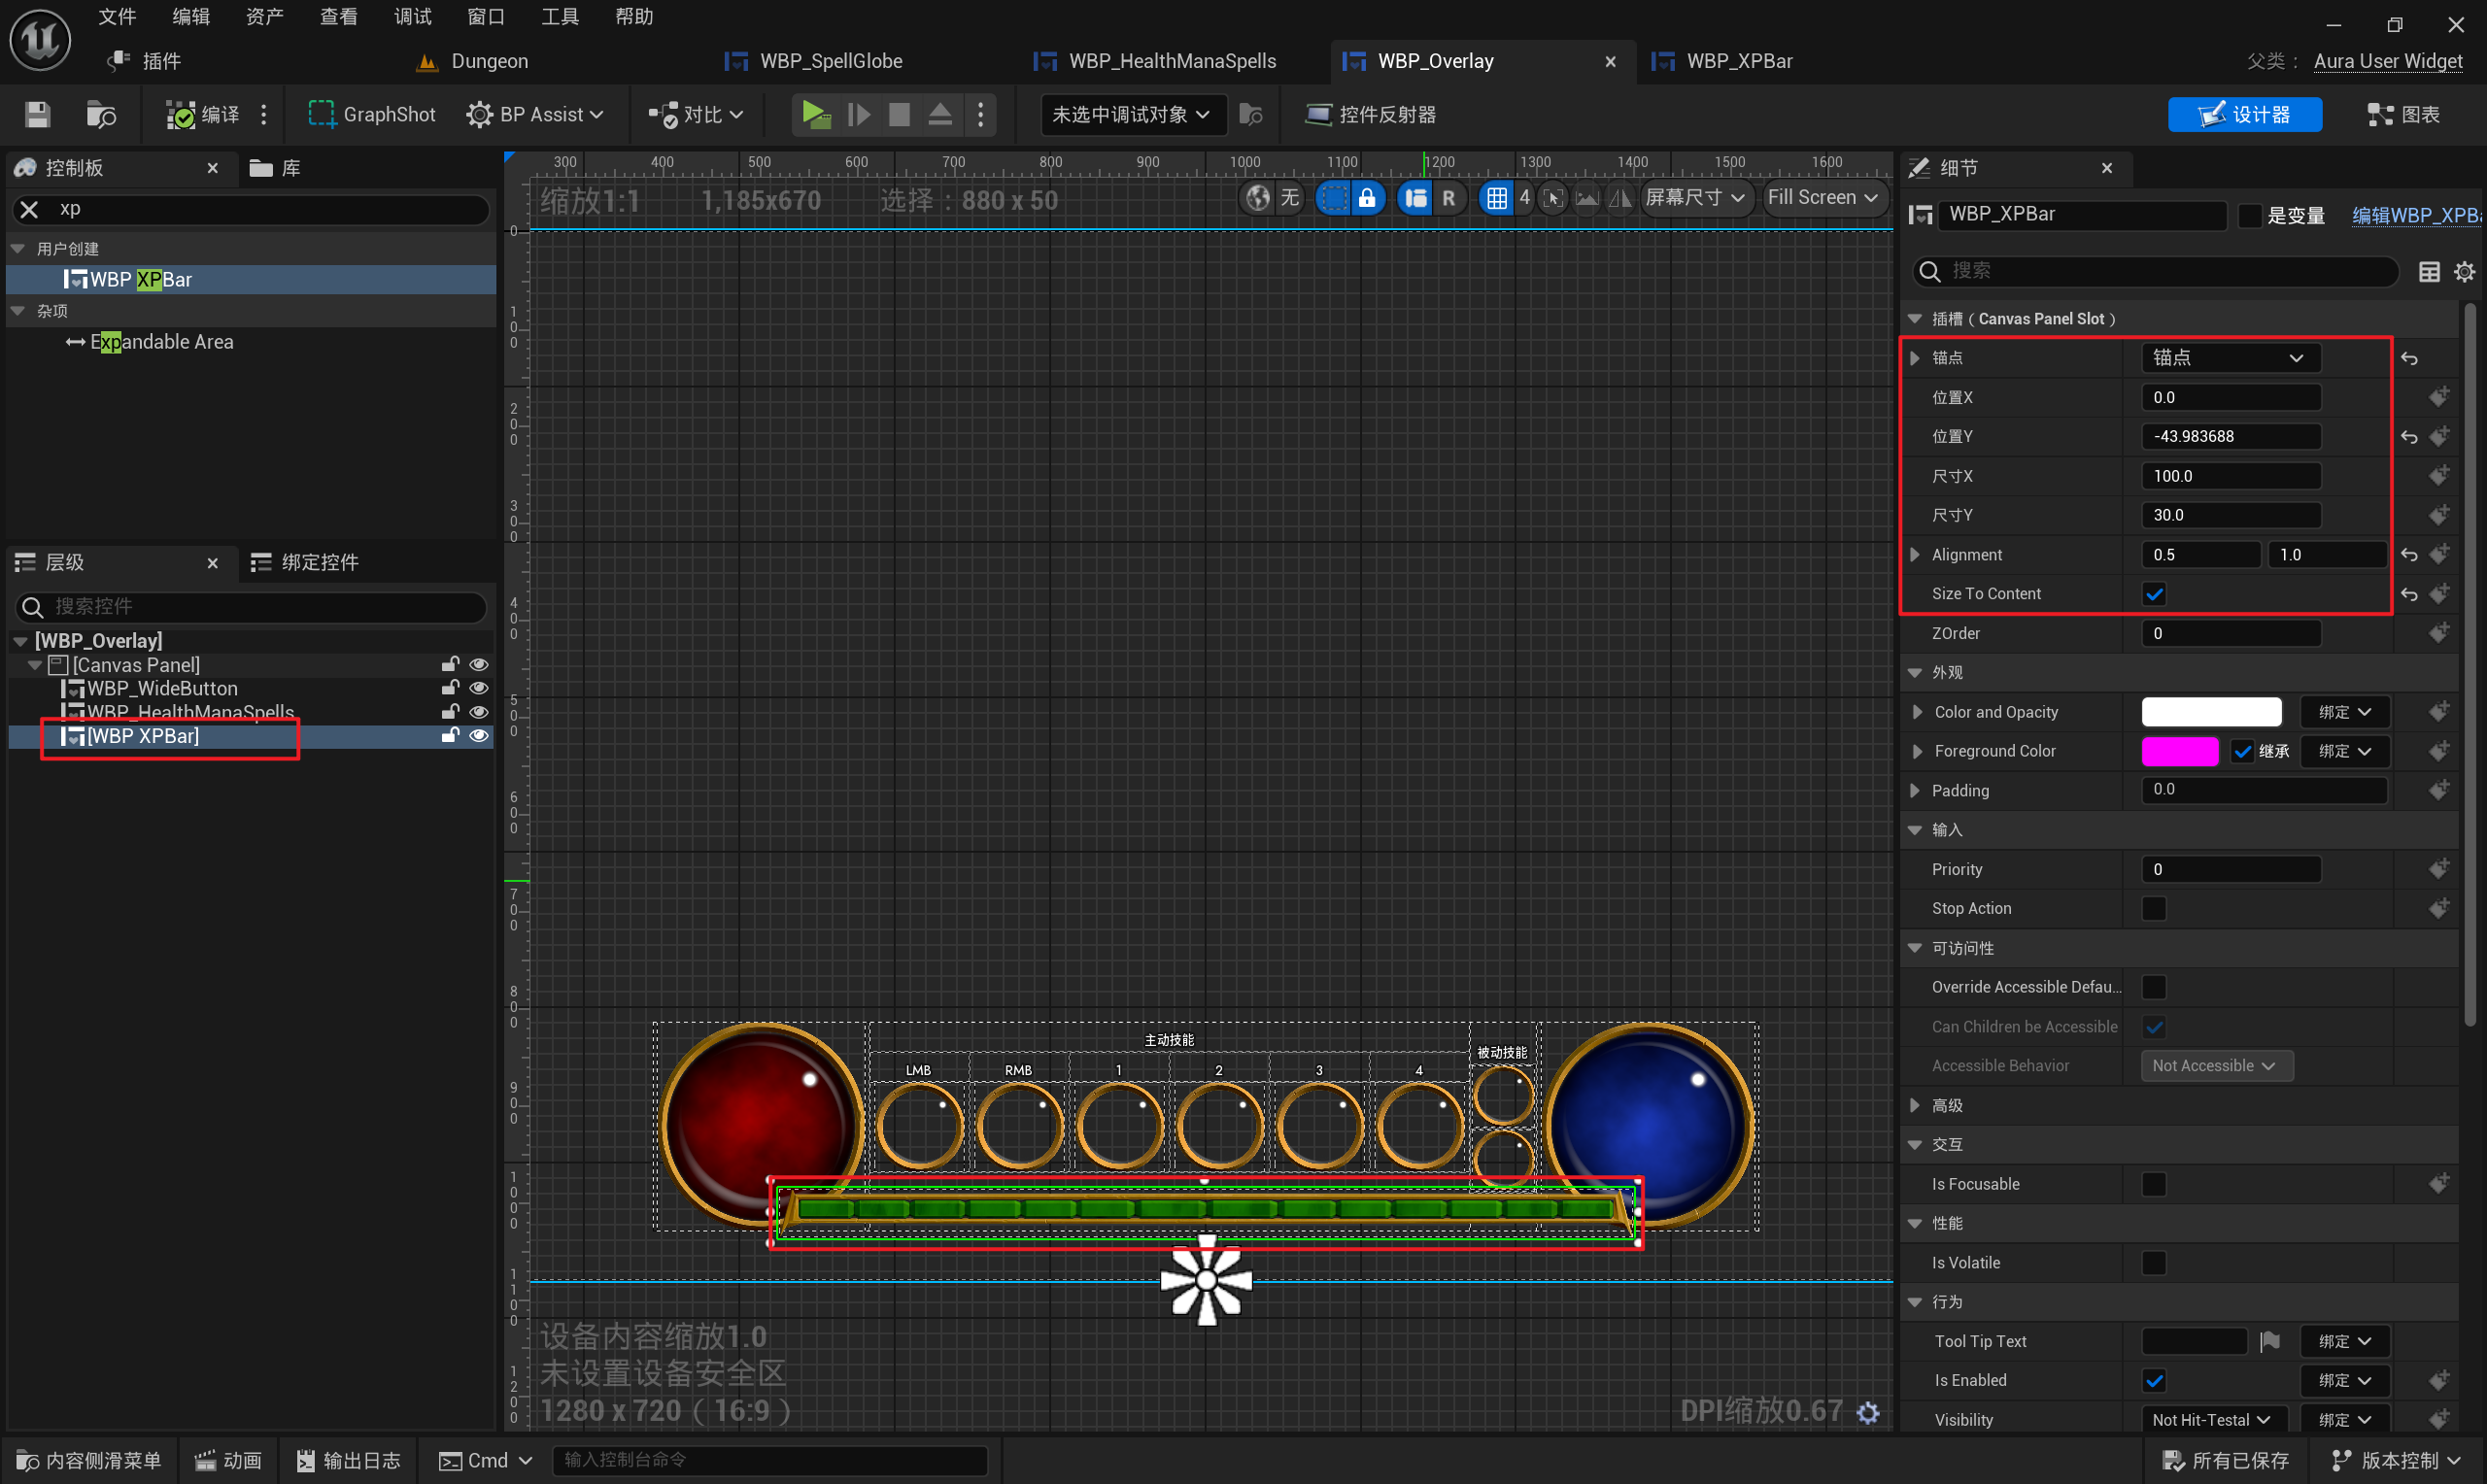 文件 编辑 资产 查看 调试 窗口 工具 帮助
插件 Dungeon WBP_SpellGlobe WBP_HealthManaSpells WBP_Overlay WBP_XPBar 父类： Aura User Widget
编译 GraphShot BP Assist 对比 未选中调试对象 控件反射器 设计器 图表
控制板 库
xp
用户创建
WBP XPBar
杂项
Expandable Area
层级 绑定控件
搜索控件
[WBP_Overlay]
[Canvas Panel]
WBP_WideButton
WBP_HealthManaSpells
[WBP XPBar]
300 400 500 600 700 800 900 1000 1100 1200 1300 1400 1500 1600
缩放1:1 1,185x670 选择：880 x 50 无 R 4 屏幕尺寸 Fill Screen
0
100
200
300
400
500
600
700
800
900
1000
1100
1200
主动技能
被动技能
LMB RMB 1 2 3 4
设备内容缩放1.0
未设置设备安全区
1280 x 720（16:9） DPI缩放0.67
细节
WBP_XPBar 是变量 编辑WBP_XPBa
搜索
插槽（Canvas Panel Slot）
锚点 锚点
位置X 0.0
位置Y -43.983688
尺寸X 100.0
尺寸Y 30.0
Alignment 0.5 1.0
Size To Content
ZOrder 0
外观
Color and Opacity 绑定
Foreground Color 继承 绑定
Padding 0.0
输入
Priority 0
Stop Action
可访问性
Override Accessible Defau...
Can Children be Accessible
Accessible Behavior Not Accessible
高级
交互
Is Focusable
性能
Is Volatile
行为
Tool Tip Text 绑定
Is Enabled 绑定
Visibility Not Hit-Testal 绑定
内容侧滑菜单 动画 输出日志 Cmd 输入控制台命令 所有已保存 版本控制